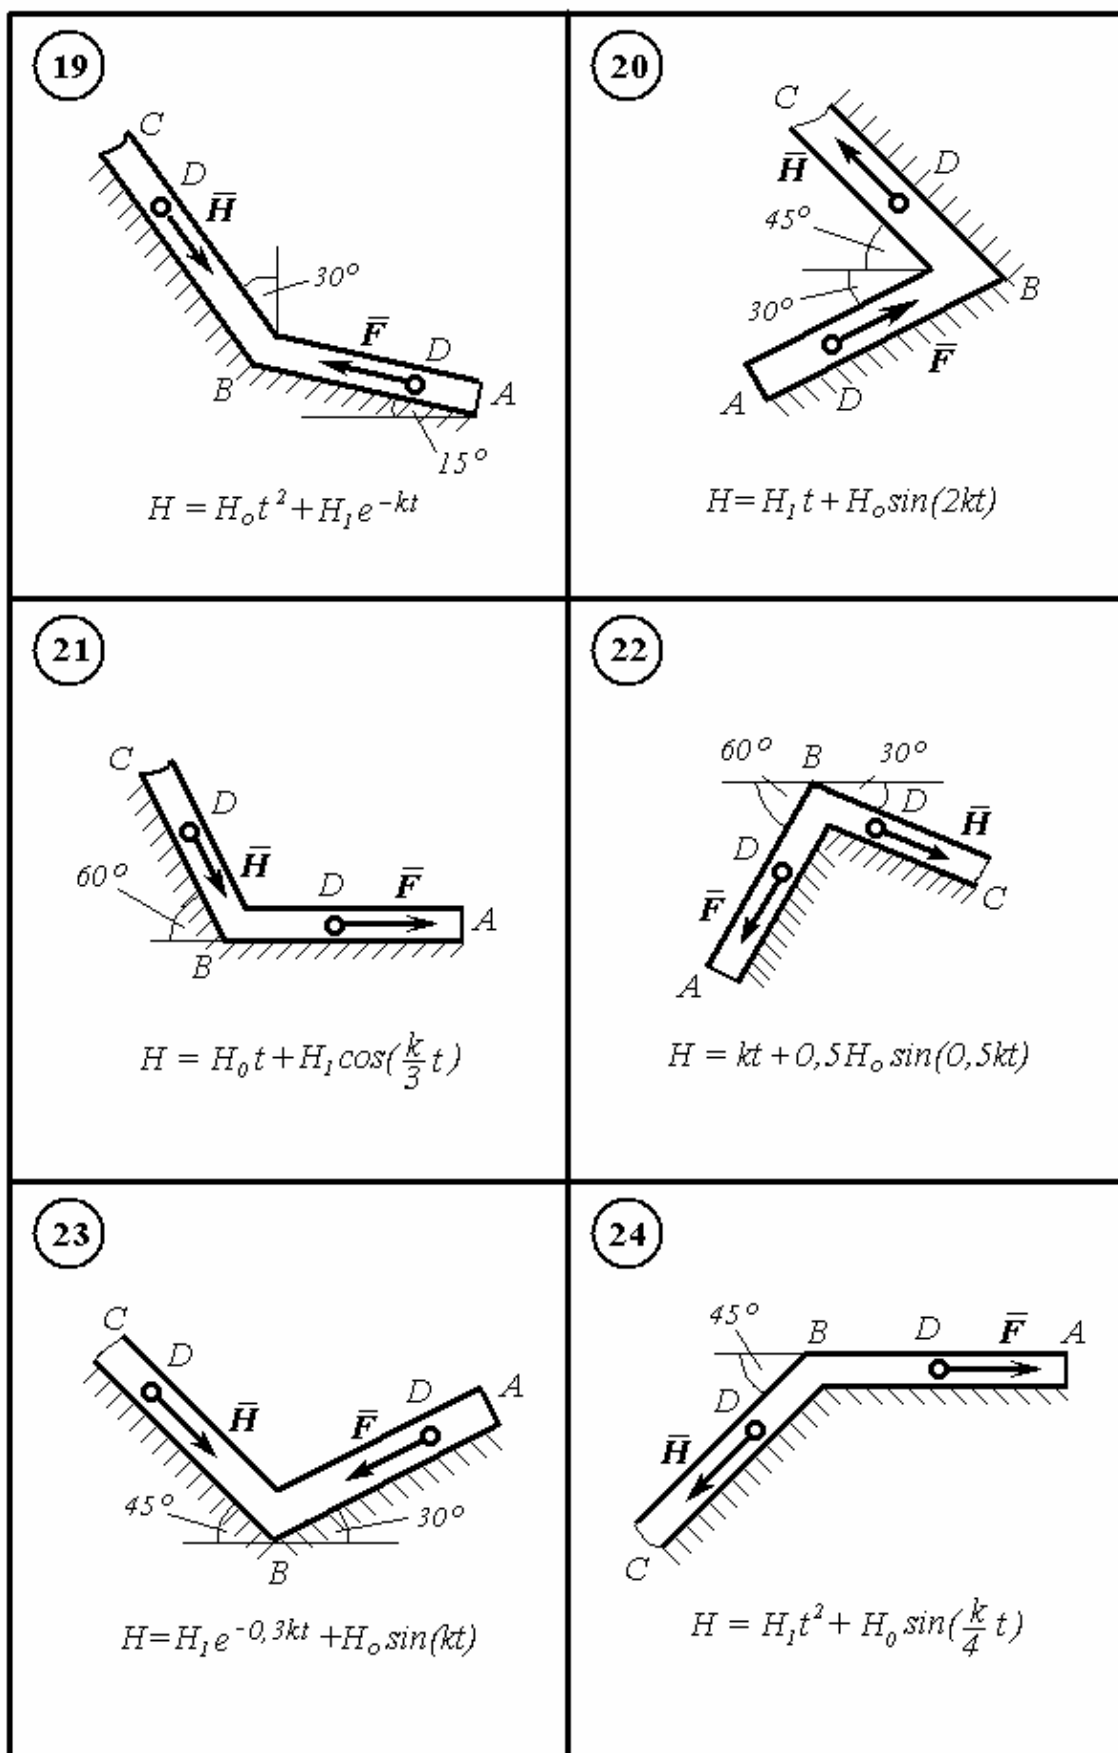 19
C
D
H̅
30°
F̅
D
B
A
15°
H = H₀t² + H₁e⁻ᵏᵗ
20
C
D
H̅
45°
30°
B
F̅
A
D
H = H₁t + H₀sin(2kt)
21
C
D
H̅
60°
D
F̅
A
B
H = H₀t + H₁cos(k/3 t)
22
60°
B
30°
D
H̅
D
F̅
C
A
H = kt + 0,5H₀sin(0,5kt)
23
C
D
H̅
D
A
F̅
45°
30°
B
H = H₁e⁻⁰,³ᵏᵗ + H₀sin(kt)
24
45°
B
D
F̅
A
D
H̅
C
H = H₁t² + H₀sin(k/4 t)